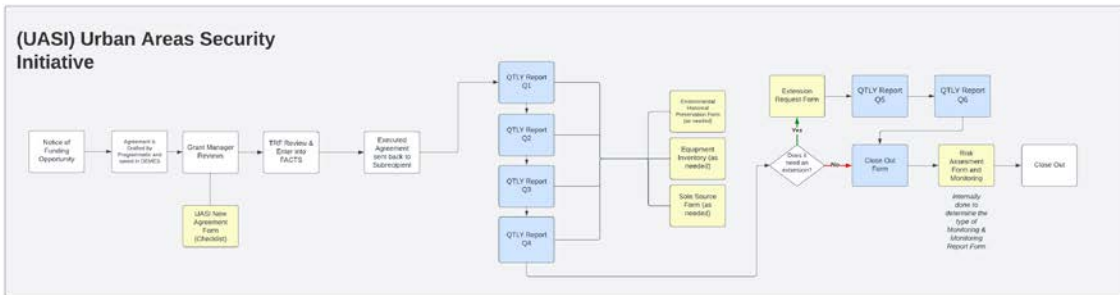 (UASI) Urban Areas Security
Initiative
Notice of
Funding
Opportunity
Agreement is
Drafted by
Programmatic and
Grant Manager
Reviews
UASI New
Agreement
Form
(Checklist)
TRF Review &
Enter into
FACTS
Executed
Agreement
sent back to
Subrecipient
QTLY Report
Q1
QTLY Report
Q2
QTLY Report
Q3
QTLY Report
Q4
Environmental
Historical
Preservation Form
(as needed)
Equipment
Inventory (as
needed)
Sole Source
Form (as
needed)
Does it
need an
extension?
Yes
No
Extension
Request Form
QTLY Report
Q5
QTLY Report
Q6
Close Out
Form
Risk
Assesment
Form and
Monitoring
Internally
done to
determine the
type of
Monitoring &
Monitoring
Report Form
Close Out